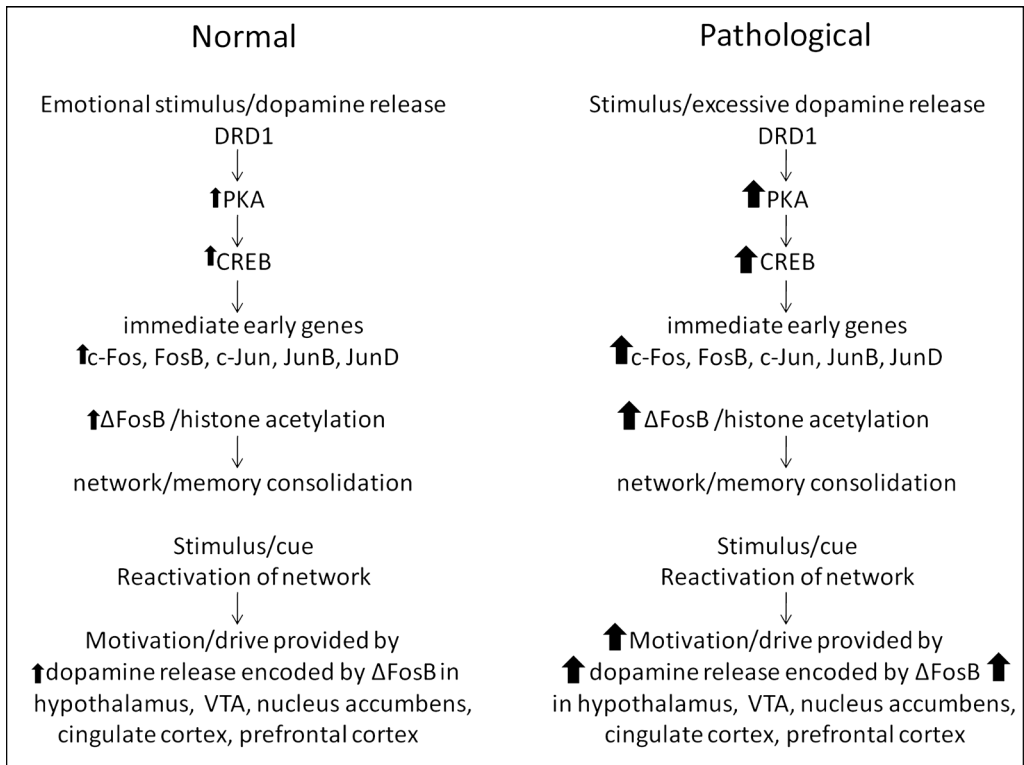 Normal
Emotional stimulus/dopamine release
DRD1
PKA
CREB
immediate early genes
c-Fos, FosB, c-Jun, JunB, JunD
ΔFosB /histone acetylation
network/memory consolidation
Stimulus/cue
Reactivation of network
Motivation/drive provided by
dopamine release encoded by ΔFosB in
hypothalamus, VTA, nucleus accumbens,
cingulate cortex, prefrontal cortex
Pathological
Stimulus/excessive dopamine release
DRD1
PKA
CREB
immediate early genes
c-Fos, FosB, c-Jun, JunB, JunD
ΔFosB /histone acetylation
network/memory consolidation
Stimulus/cue
Reactivation of network
Motivation/drive provided by
dopamine release encoded by ΔFosB
in hypothalamus, VTA, nucleus accumbens,
cingulate cortex, prefrontal cortex